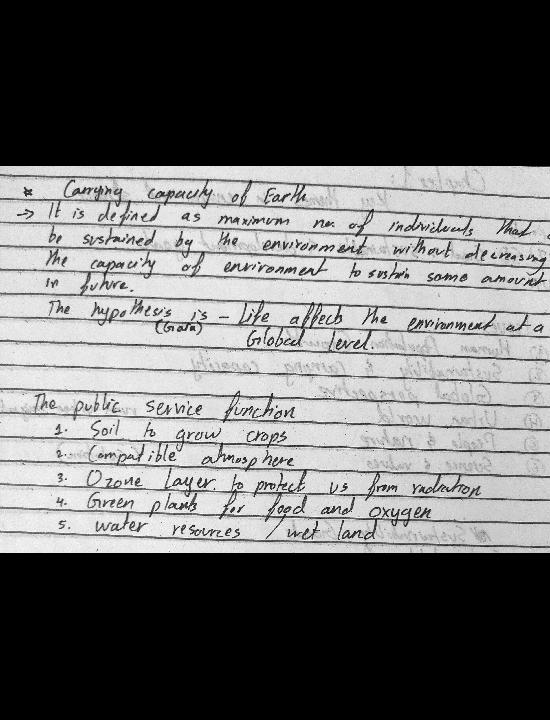 * Carrying capacity of Earth
→ It is defined as maximum no. of individuals that
be sustained by the environment without decreasing
the capacity of environment to sustain same amount
in future.
The hypothesis is - Life affects the environment at a
(Gaia) Global level.
The public service function
1. Soil to grow crops
2. Compatible atmosphere
3. Ozone Layer. to protect us from radiation
4. Green plants for food and oxygen
5. water resources / wet land